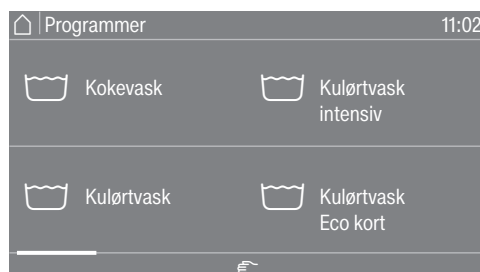 Programmer
11:02
Kokevask
Kulørtvask
intensiv
Kulørtvask
Kulørtvask
Eco kort